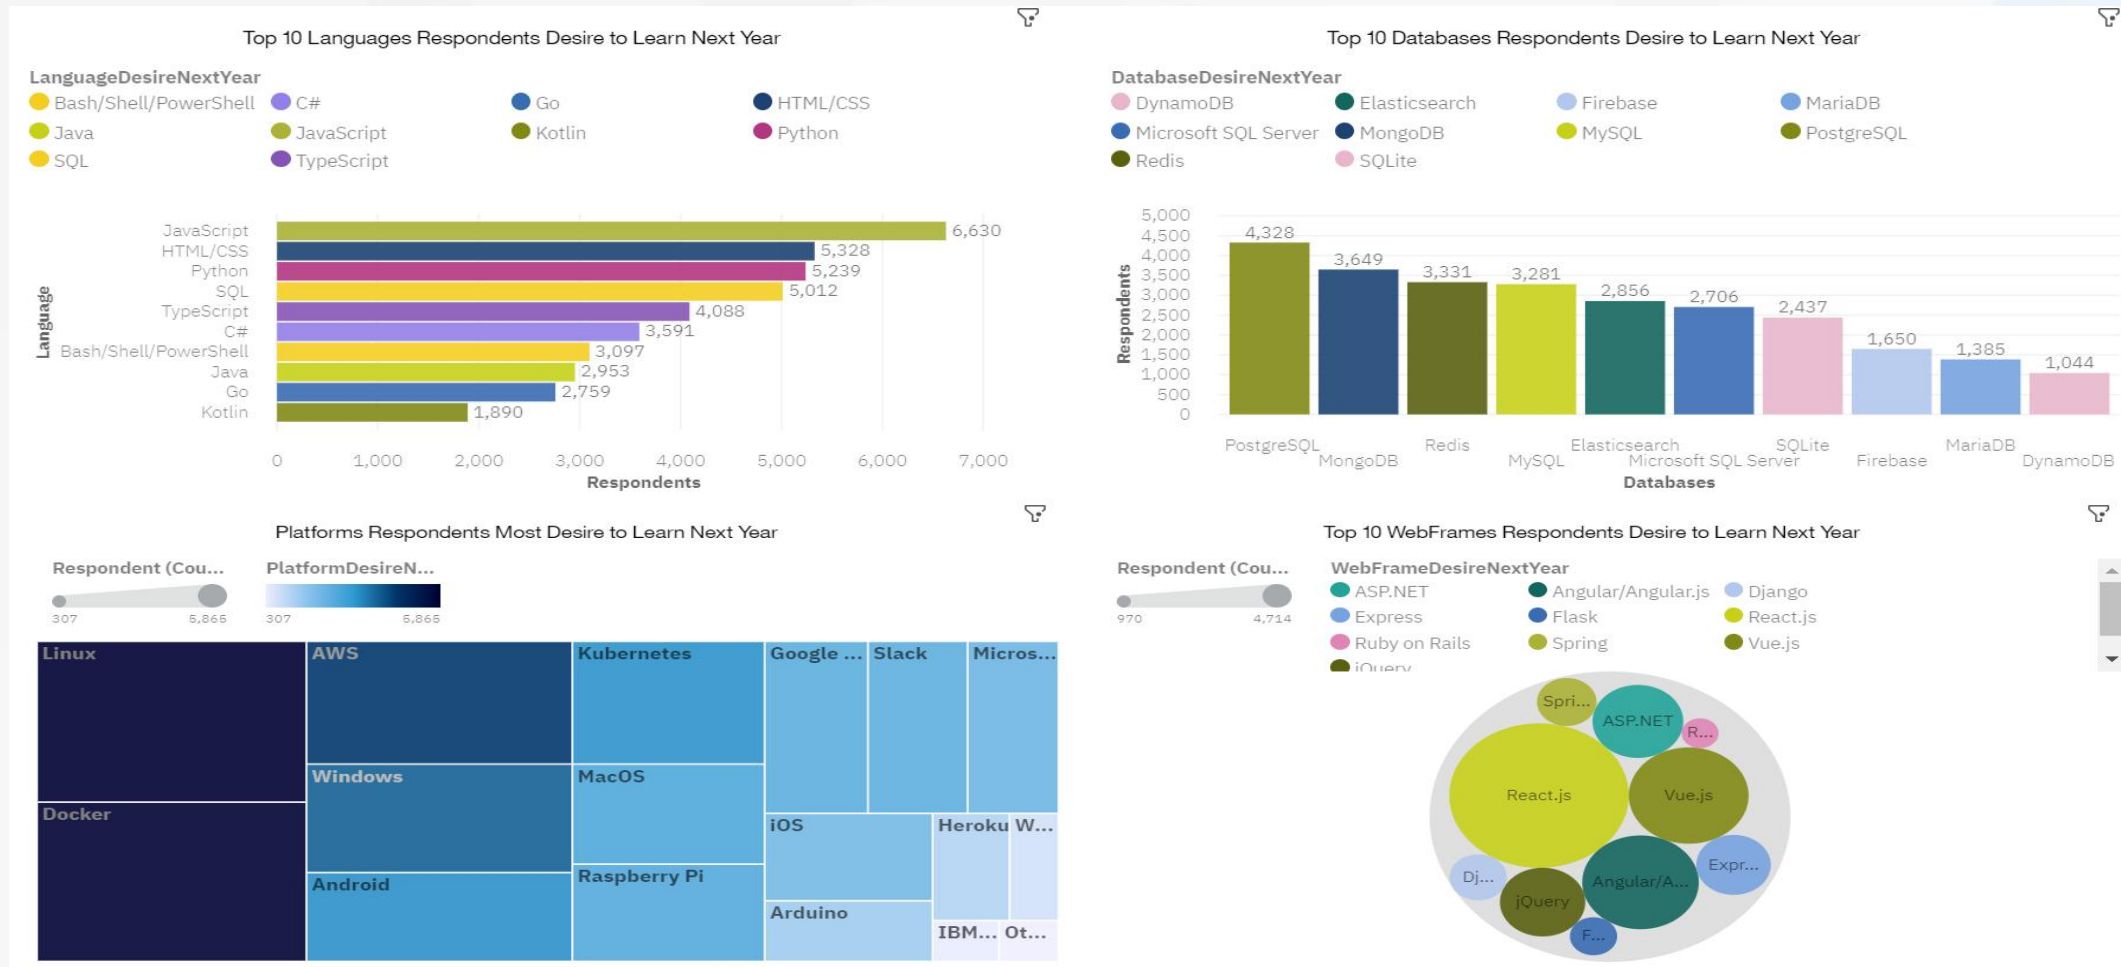 Top 10 Languages Respondents Desire to Learn Next Year
LanguageDesireNextYear
Bash/Shell/PowerShell C# Go HTML/CSS
Java JavaScript Kotlin Python
SQL TypeScript
Language
JavaScript 6,630
HTML/CSS 5,328
Python 5,239
SQL 5,012
TypeScript 4,088
C# 3,591
Bash/Shell/PowerShell 3,097
Java 2,953
Go 2,759
Kotlin 1,890
0 1,000 2,000 3,000 4,000 5,000 6,000 7,000
Respondents
Top 10 Databases Respondents Desire to Learn Next Year
DatabaseDesireNextYear
DynamoDB Elasticsearch Firebase MariaDB
Microsoft SQL Server MongoDB MySQL PostgreSQL
Redis SQLite
Respondents
5,000
4,500
4,000
3,500
3,000
2,500
2,000
1,500
1,000
500
0
4,328 3,649 3,331 3,281 2,856 2,706 2,437 1,650 1,385 1,044
PostgreSQL MongoDB Redis MySQL Elasticsearch Microsoft SQL Server SQLite Firebase MariaDB DynamoDB
Databases
Platforms Respondents Most Desire to Learn Next Year
Respondent (Cou... PlatformDesireN...
307 5,865 307 5,865
Linux AWS Kubernetes Google ... Slack Micros...
Windows MacOS
Docker iOS Heroku W...
Android Raspberry Pi
Arduino
IBM... Ot...
Top 10 WebFrames Respondents Desire to Learn Next Year
Respondent (Cou... WebFrameDesireNextYear
970 4,714
ASP.NET Angular/Angular.js Django
Express Flask React.js
Ruby on Rails Spring Vue.js
jQuery
Spri...
ASP.NET
R...
React.js
Vue.js
Expr...
Dj...
Angular/A...
jQuery
F...